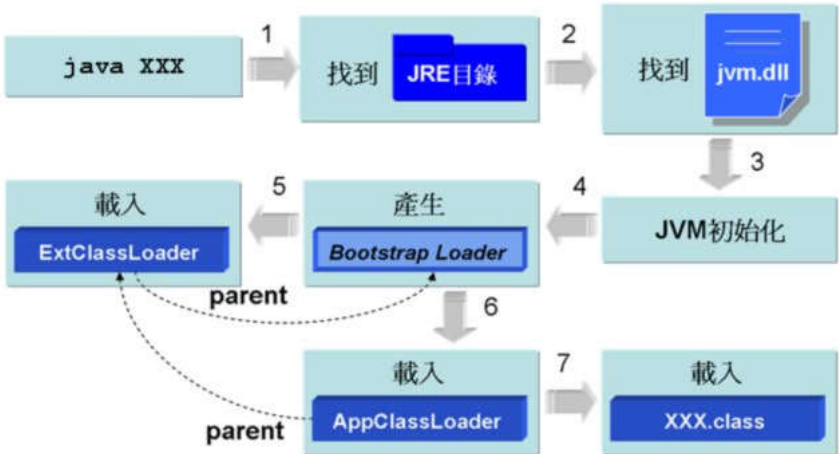 java XXX
1
找到 JRE目錄
2
找到 jvm.dll
3
JVM初始化
4
產生
Bootstrap Loader
5
載入
ExtClassLoader
parent
6
載入
AppClassLoader
parent
7
載入
XXX.class